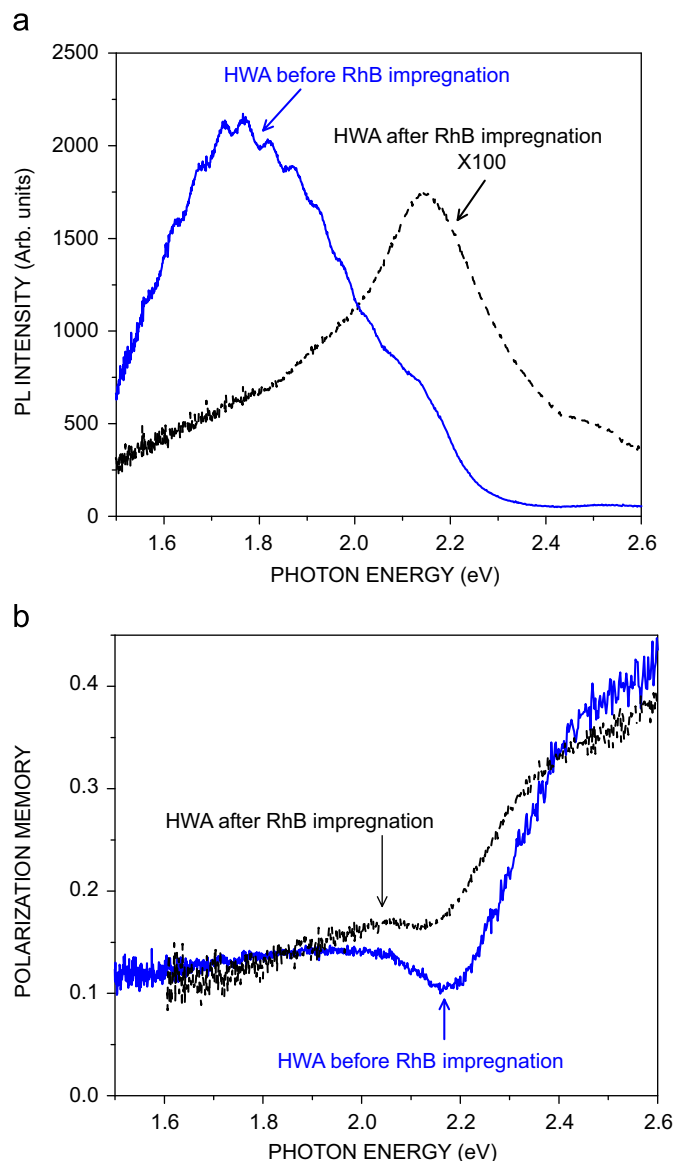 a
2500
2000
1500
1000
500
0
PL INTENSITY (Arb. units)
HWA before RhB impregnation
HWA after RhB impregnation
X100
1.6
1.8
2.0
2.2
2.4
2.6
PHOTON ENERGY (eV)
b
0.4
0.3
0.2
0.1
0.0
POLARIZATION MEMORY
HWA after RhB impregnation
HWA before RhB impregnation
1.6
1.8
2.0
2.2
2.4
2.6
PHOTON ENERGY (eV)